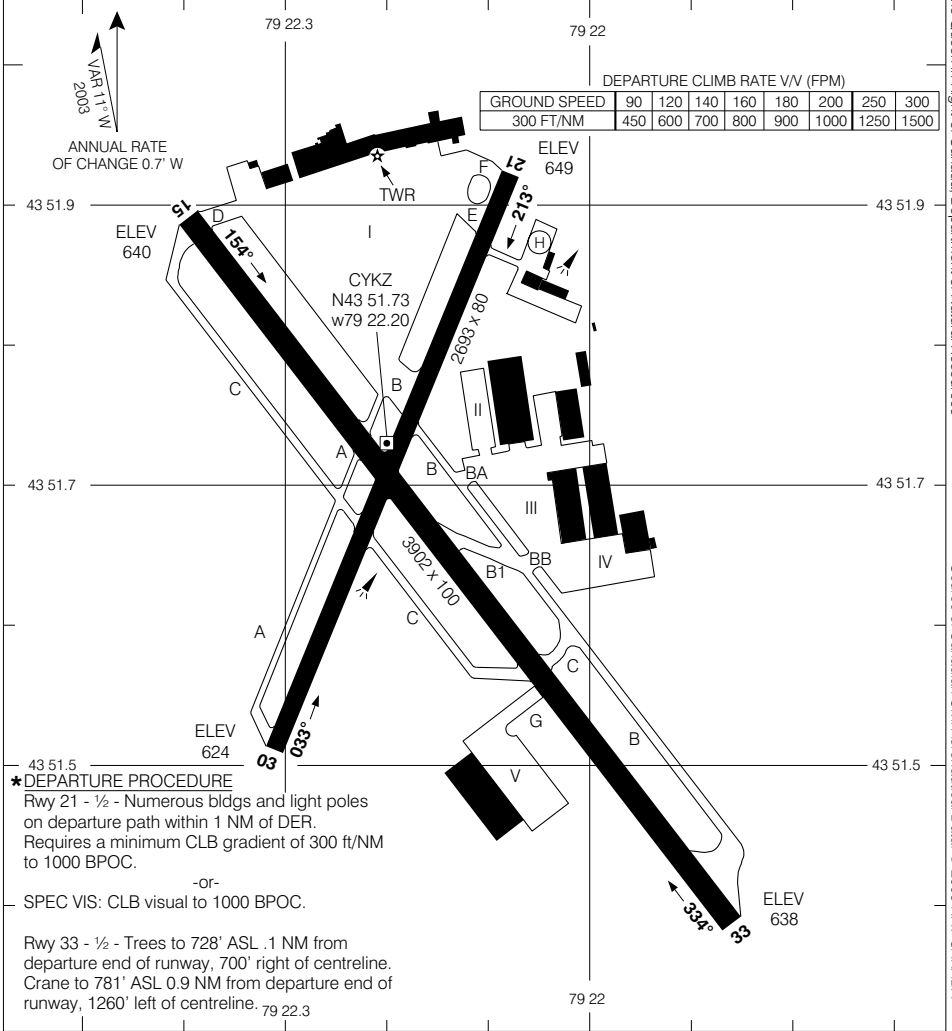 79 22.3
79 22
VAR 11° W
2003
ANNUAL RATE
OF CHANGE 0.7' W
DEPARTURE CLIMB RATE V/V (FPM)
GROUND SPEED 90 120 140 160 180 200 250 300
300 FT/NM 450 600 700 800 900 1000 1250 1500
TWR
ELEV
649
21
213°
F
E
H
43 51.9
43 51.9
15
D
ELEV
640
154°
I
CYKZ
N43 51.73
w79 22.20
2693 x 80
C
B
II
A
B
BA
43 51.7
43 51.7
III
3902 x 100
BB
IV
B1
C
A
C
G
B
V
ELEV
624
03
033°
43 51.5
43 51.5
*DEPARTURE PROCEDURE
Rwy 21 - ½ - Numerous bldgs and light poles
on departure path within 1 NM of DER.
Requires a minimum CLB gradient of 300 ft/NM
to 1000 BPOC.
-or-
SPEC VIS: CLB visual to 1000 BPOC.
Rwy 33 - ½ - Trees to 728' ASL .1 NM from
departure end of runway, 700' right of centreline.
Crane to 781' ASL 0.9 NM from departure end of
runway, 1260' left of centreline.
79 22.3
79 22
334°
33
ELEV
638